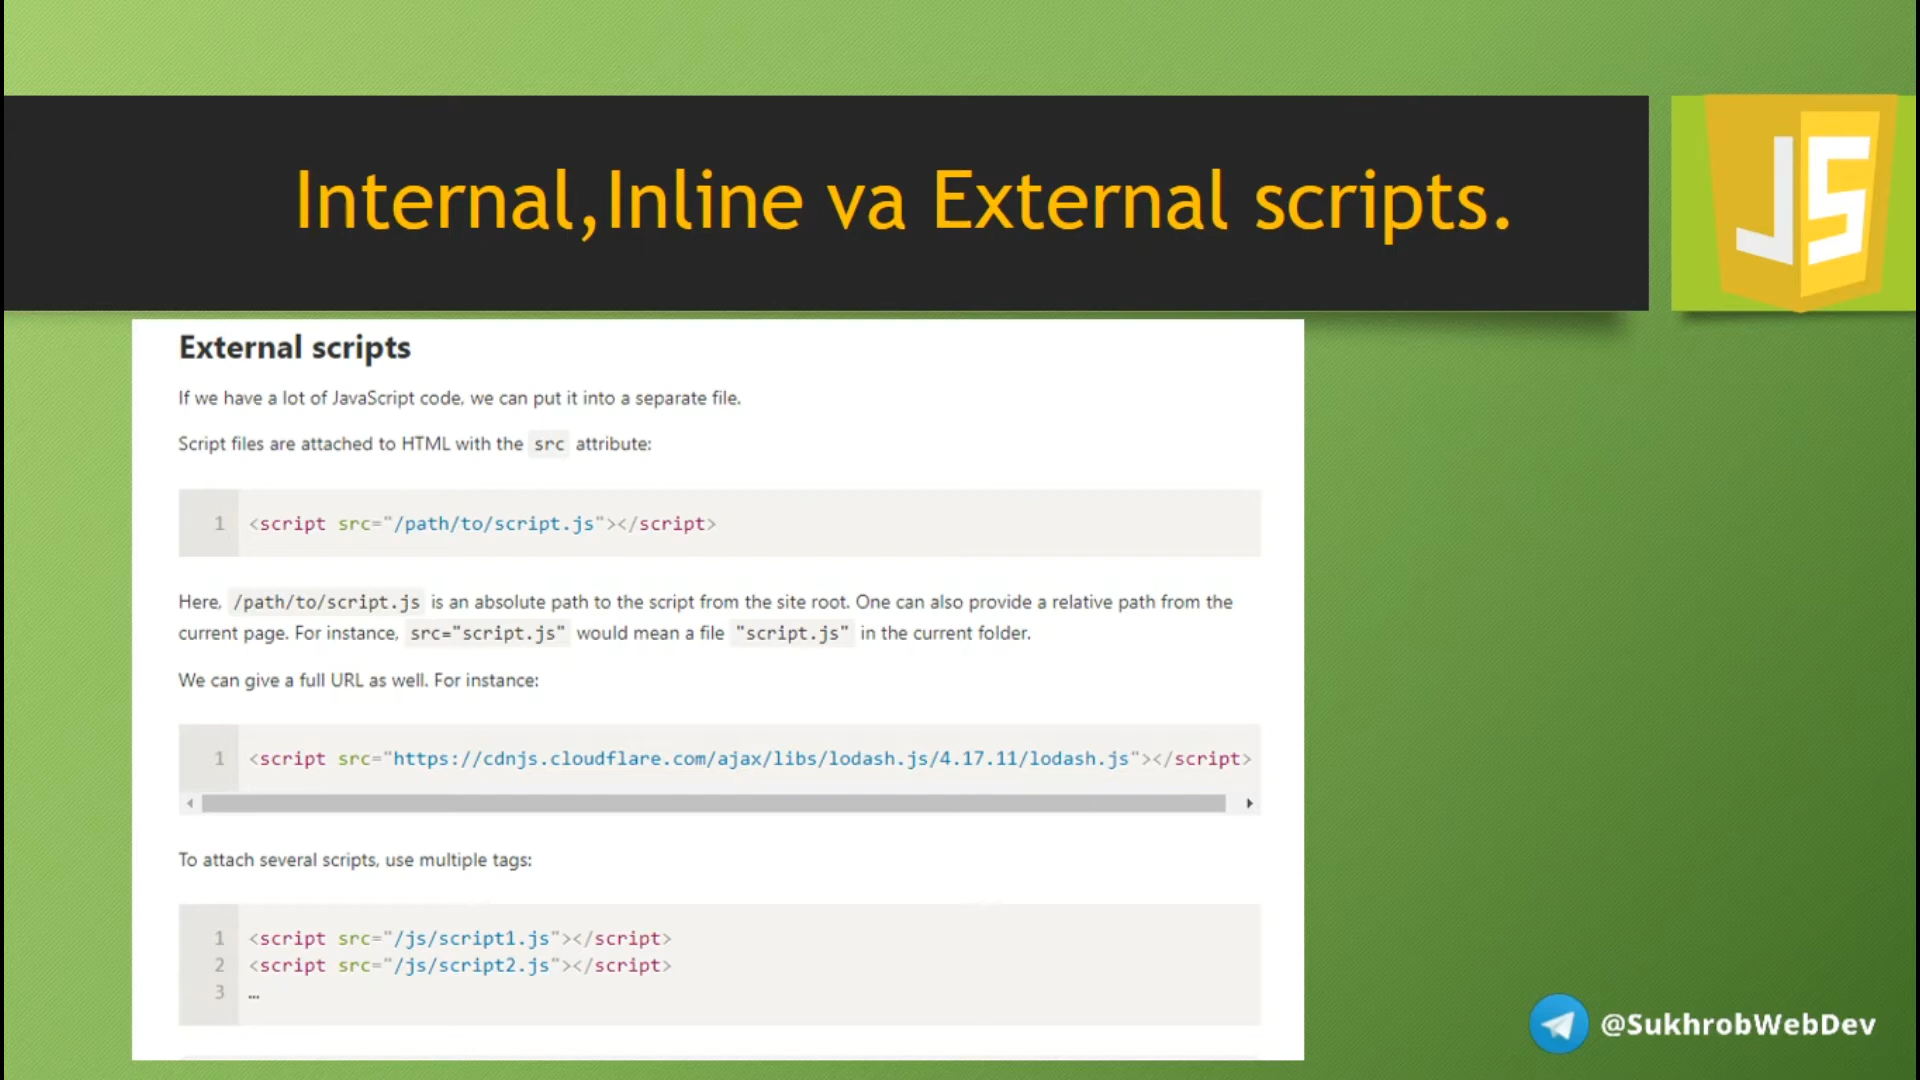 Internal,Inline va External scripts.
JS
External scripts
If we have a lot of JavaScript code, we can put it into a separate file.
Script files are attached to HTML with the src attribute:
1 <script src="/path/to/script.js"></script>
Here, /path/to/script.js is an absolute path to the script from the site root. One can also provide a relative path from the
current page. For instance, src="script.js" would mean a file "script.js" in the current folder.
We can give a full URL as well. For instance:
1 <script src="https://cdnjs.cloudflare.com/ajax/libs/lodash.js/4.17.11/lodash.js"></script>
To attach several scripts, use multiple tags:
1 <script src="/js/script1.js"></script>
2 <script src="/js/script2.js"></script>
3 …
@SukhrobWebDev